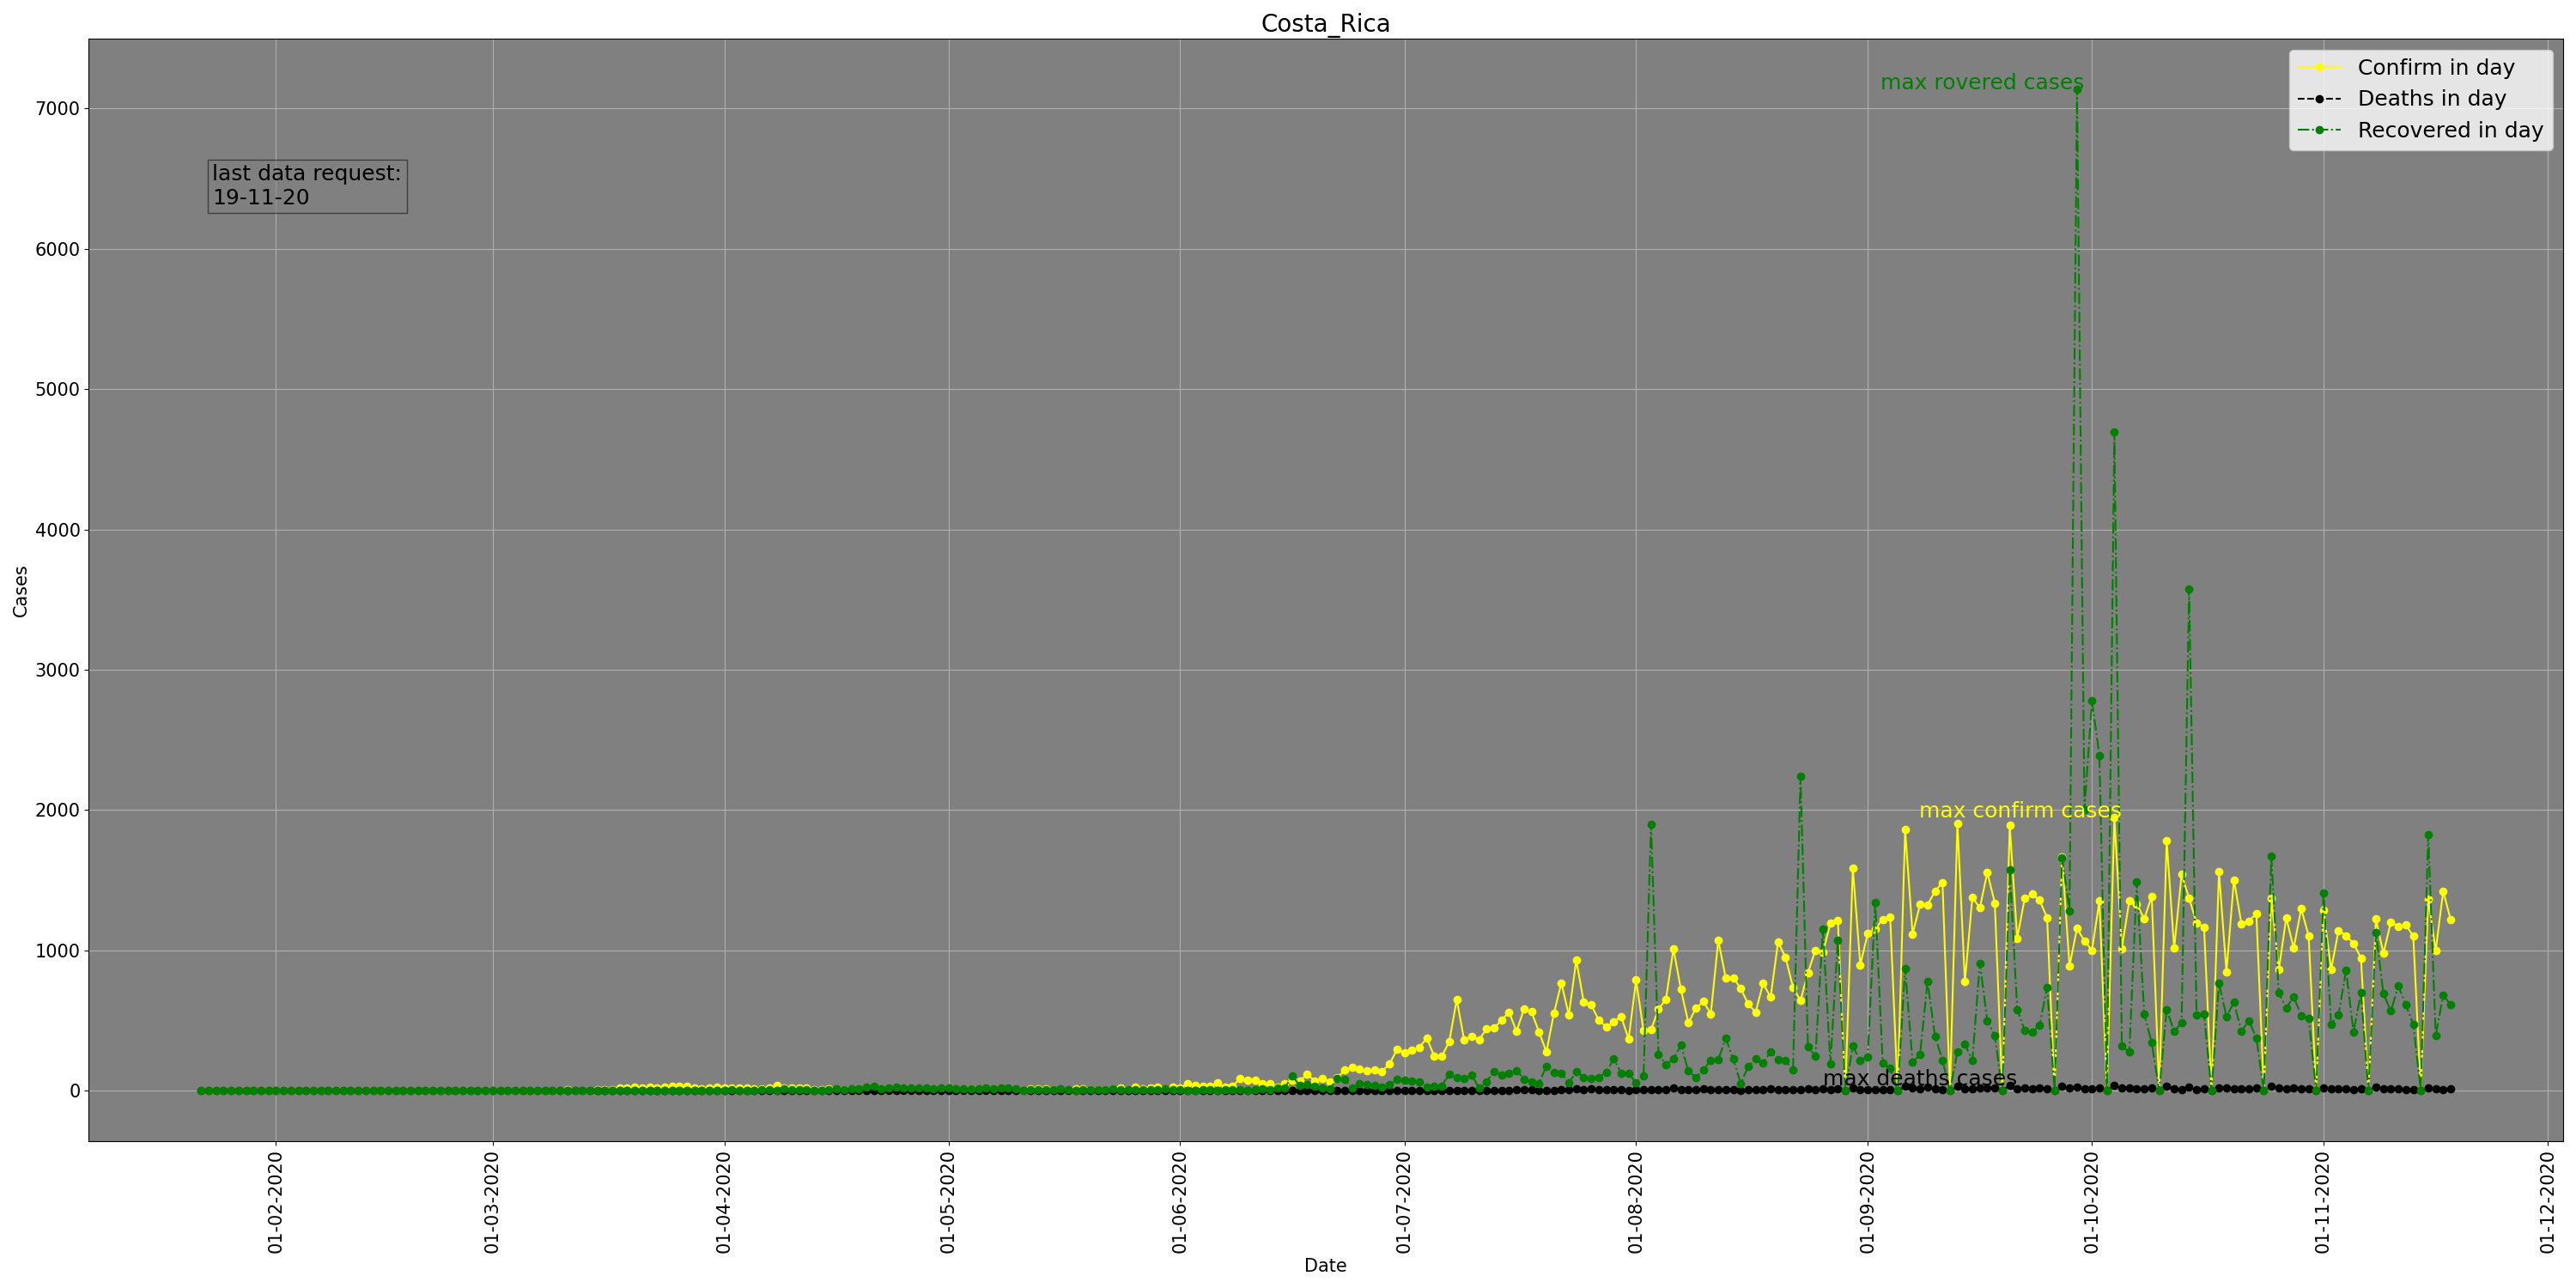 Costa_Rica
max rovered cases
Confirm in day
Deaths in day
Recovered in day
last data request:
19-11-20
7000
6000
5000
4000
3000
2000
1000
0
Cases
max confirm cases
max deaths cases
01-02-2020
01-03-2020
01-04-2020
01-05-2020
01-06-2020
01-07-2020
01-08-2020
01-09-2020
01-10-2020
01-11-2020
01-12-2020
Date